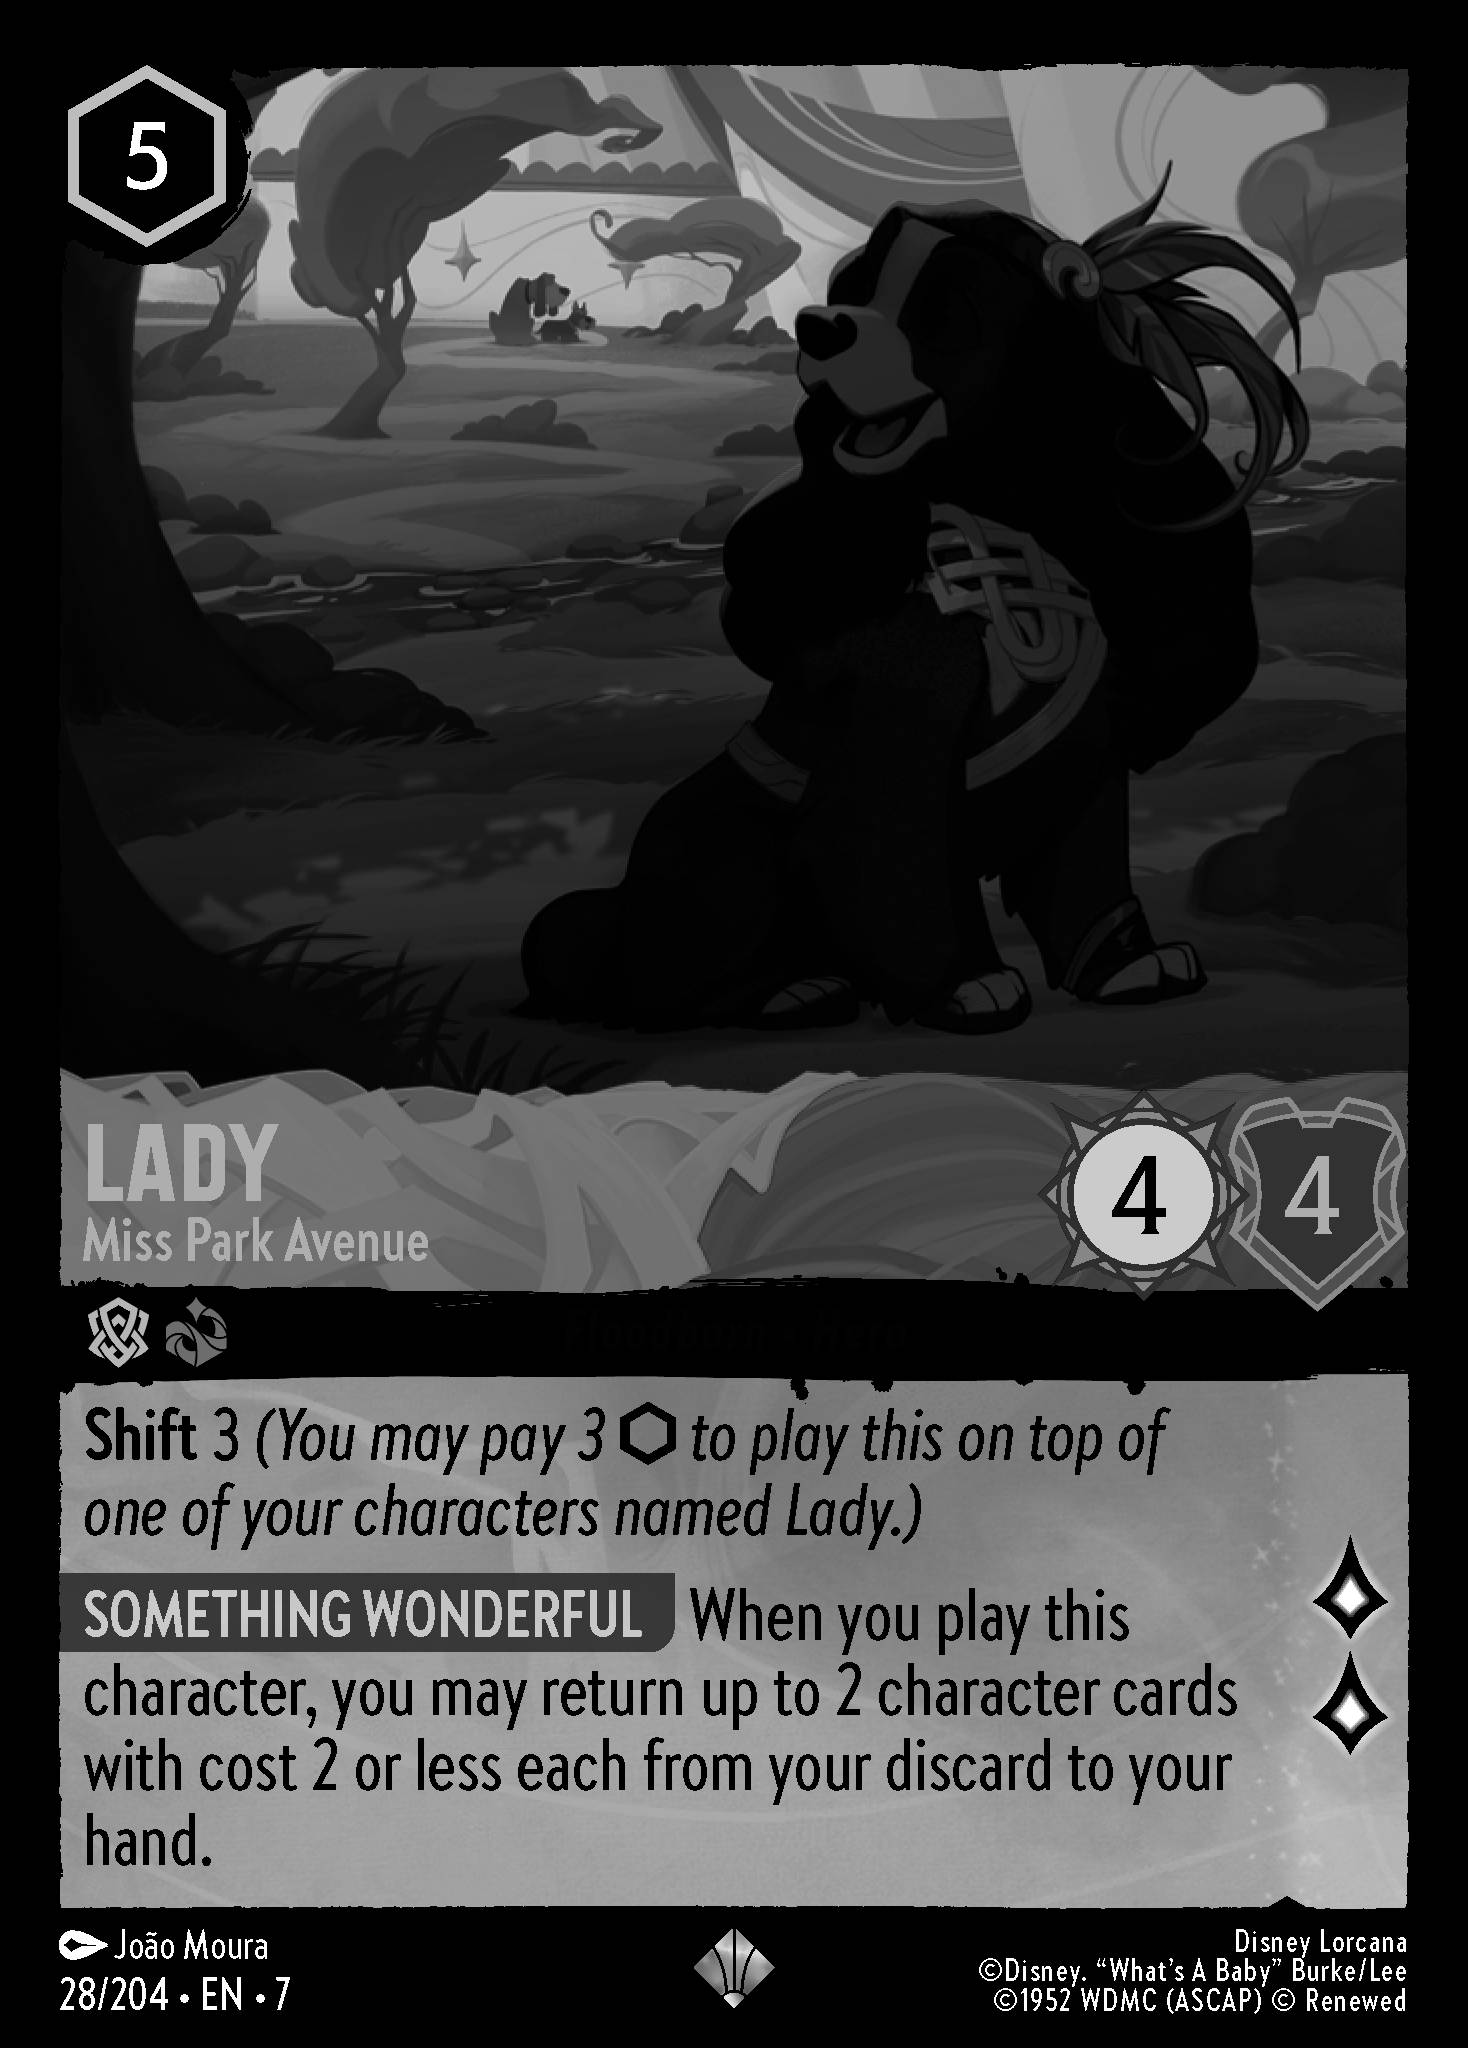 5
LADY
Miss Park Avenue
4 4
Floodborn • Hero
Shift 3 (You may pay 3 ⬡ to play this on top of
one of your characters named Lady.)
SOMETHING WONDERFUL When you play this
character, you may return up to 2 character cards
with cost 2 or less each from your discard to your
hand.
João Moura
28/204 • EN • 7
Disney Lorcana
©Disney. “What’s A Baby” Burke/Lee
©1952 WDMC (ASCAP) © Renewed